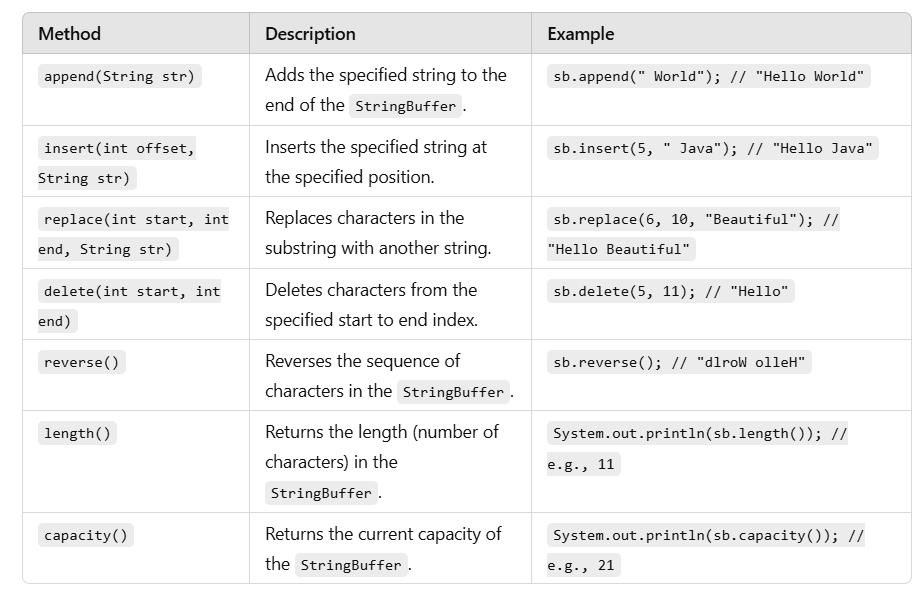 Method Description Example
append(String str) Adds the specified string to the sb.append(" World"); // "Hello World"
end of the StringBuffer .
insert(int offset, Inserts the specified string at sb.insert(5, " Java"); // "Hello Java"
String str) the specified position.
replace(int start, int Replaces characters in the sb.replace(6, 10, "Beautiful"); //
end, String str) substring with another string. "Hello Beautiful"
delete(int start, int Deletes characters from the sb.delete(5, 11); // "Hello"
end) specified start to end index.
reverse() Reverses the sequence of sb.reverse(); // "dlroW olleH"
characters in the StringBuffer .
length() Returns the length (number of System.out.println(sb.length()); //
characters) in the e.g., 11
StringBuffer .
capacity() Returns the current capacity of System.out.println(sb.capacity()); //
the StringBuffer . e.g., 21